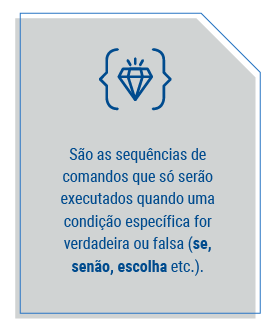 São as sequências de
comandos que só serão
executados quando uma
condição específica for
verdadeira ou falsa (se,
senão, escolha etc.).